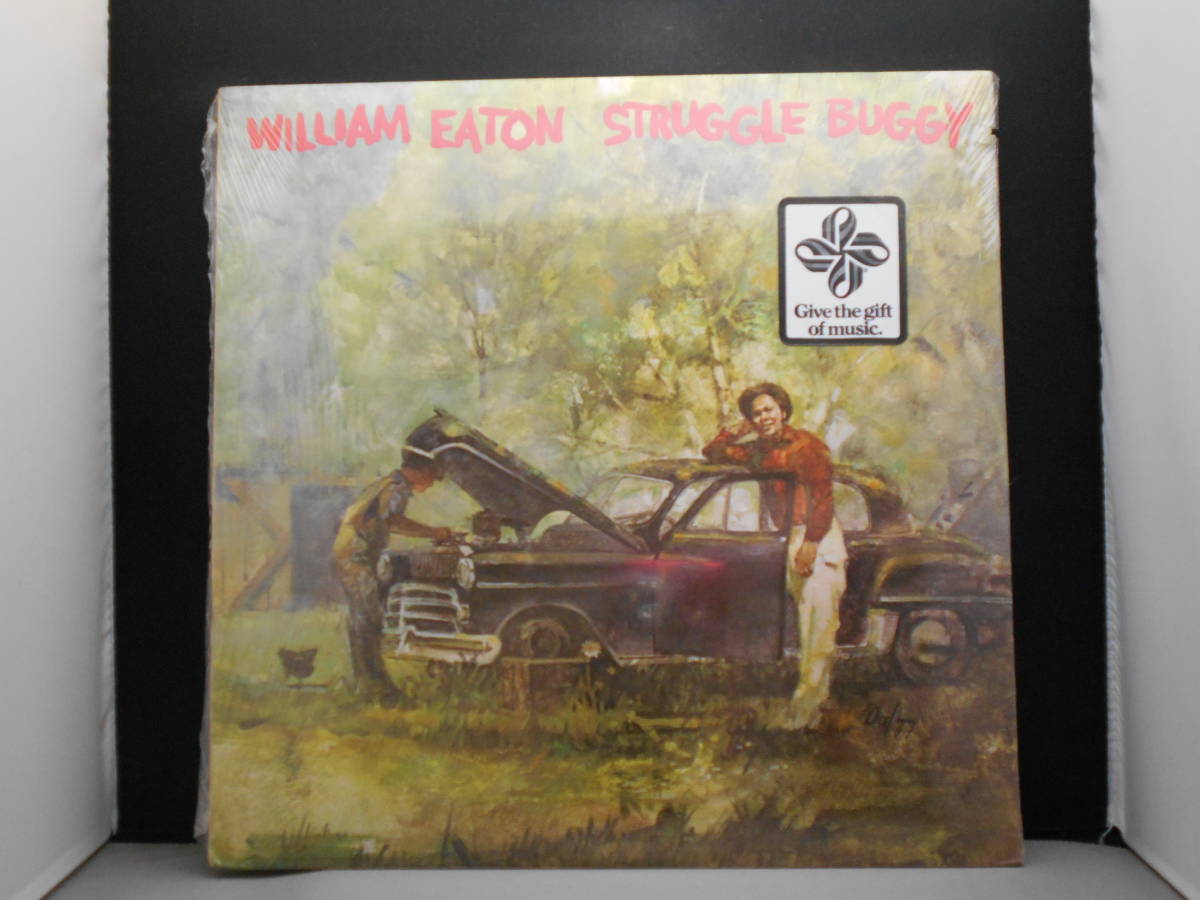 WILLIAM EATON STRUGGLE BUGGY
Give the gift
of music.